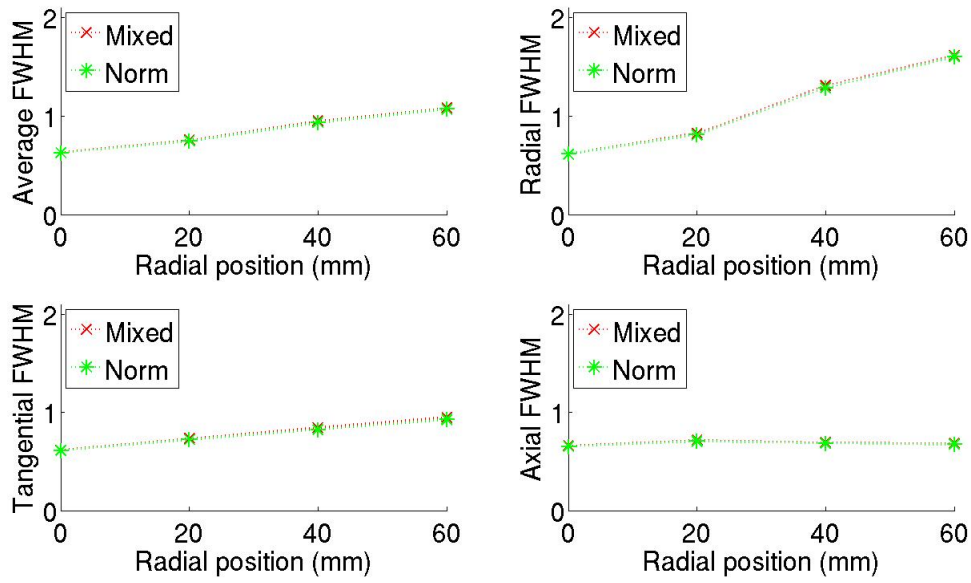 2
Mixed
Norm
1
0
Average FWHM
0 20 40 60
Radial position (mm)
2
Mixed
Norm
1
0
Radial FWHM
0 20 40 60
Radial position (mm)
2
Mixed
Norm
1
0
Tangential FWHM
0 20 40 60
Radial position (mm)
2
Mixed
Norm
1
0
Axial FWHM
0 20 40 60
Radial position (mm)